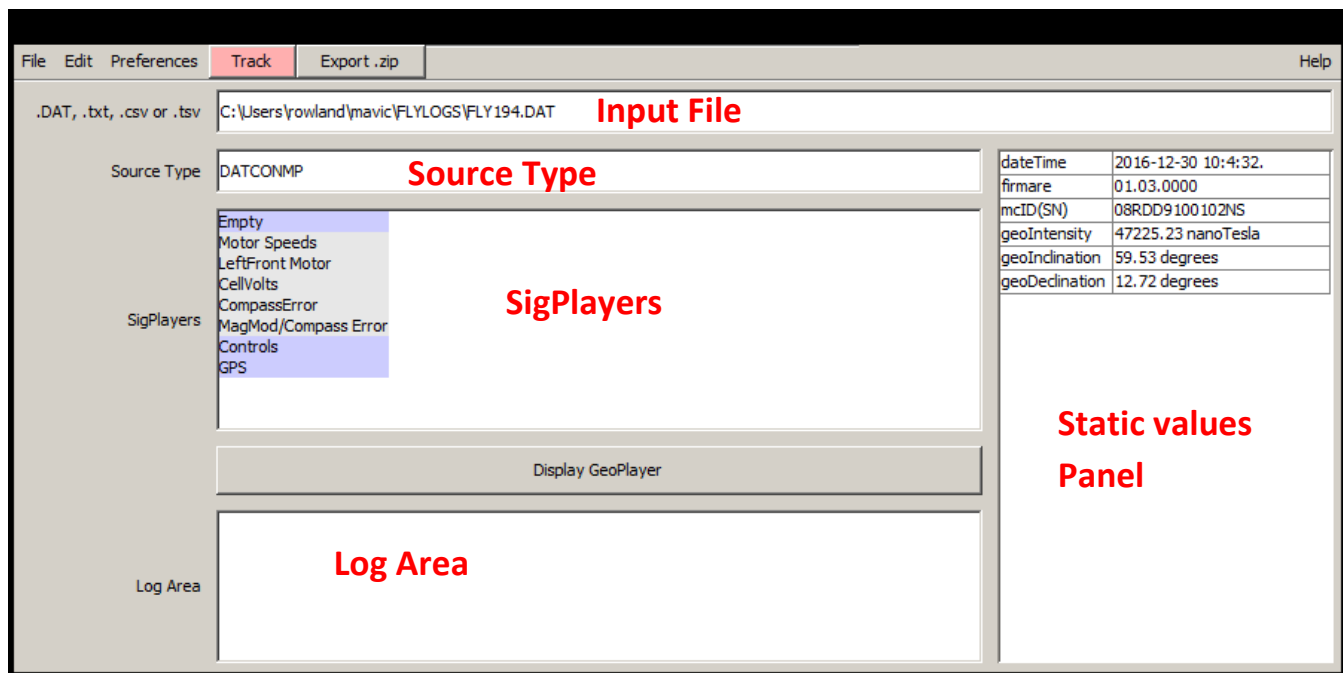 File Edit Preferences Track Export .zip Help
.DAT, .txt, .csv or .tsv C:\Users\rowland\mavic\FLYLOGS\FLY194.DAT Input File
Source Type DATCONMP Source Type
SigPlayers
Empty
Motor Speeds
LeftFront Motor
CellVolts
CompassError
MagMod/Compass Error
Controls
GPS
SigPlayers
Display GeoPlayer
Log Area
Log Area
dateTime 2016-12-30 10:4:32.
firmare 01.03.0000
mcID(SN) 08RDD9100102NS
geoIntensity 47225.23 nanoTesla
geoInclination 59.53 degrees
geoDeclination 12.72 degrees
Static values
Panel